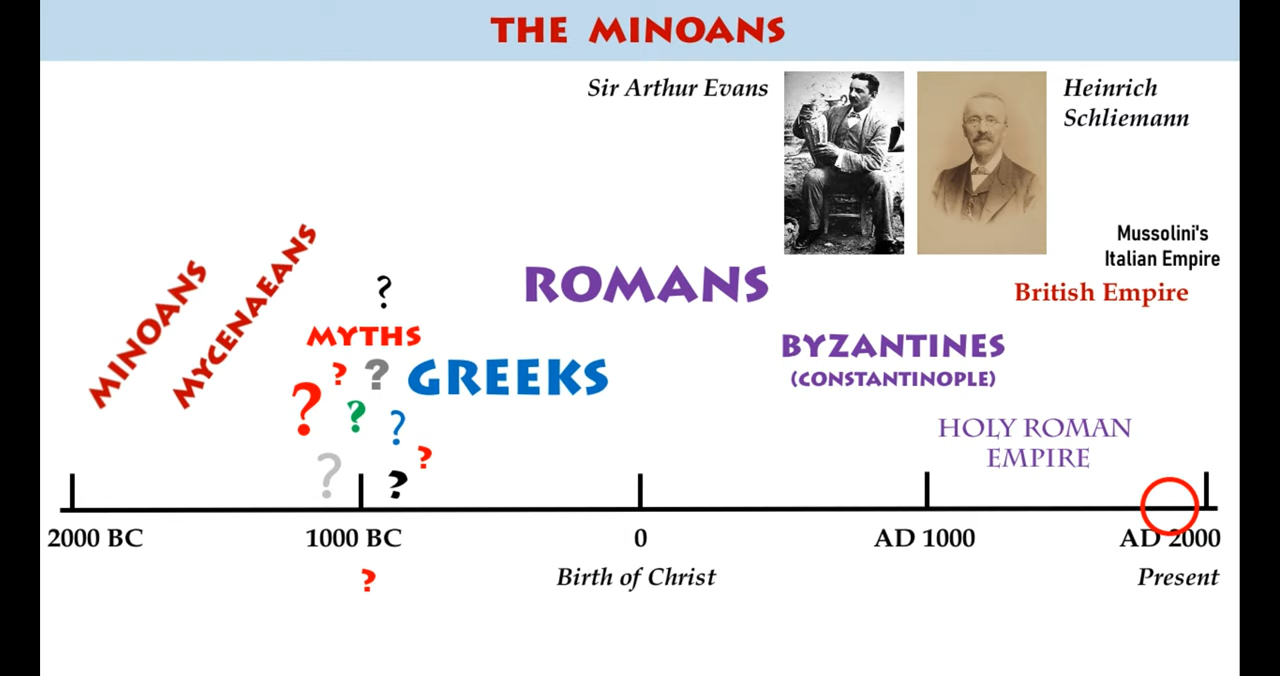 THE MINOANS
Sir Arthur Evans
Heinrich
Schliemann
Mussolini's
Italian Empire
British Empire
MINOANS
MYCENAEANS
?
MYTHS
? ?
? ? ?
?
? ?
GREEKS
ROMANS
BYZANTINES
(CONSTANTINOPLE)
HOLY ROMAN
EMPIRE
2000 BC
1000 BC
0
AD 1000
AD 2000
?
Birth of Christ
Present